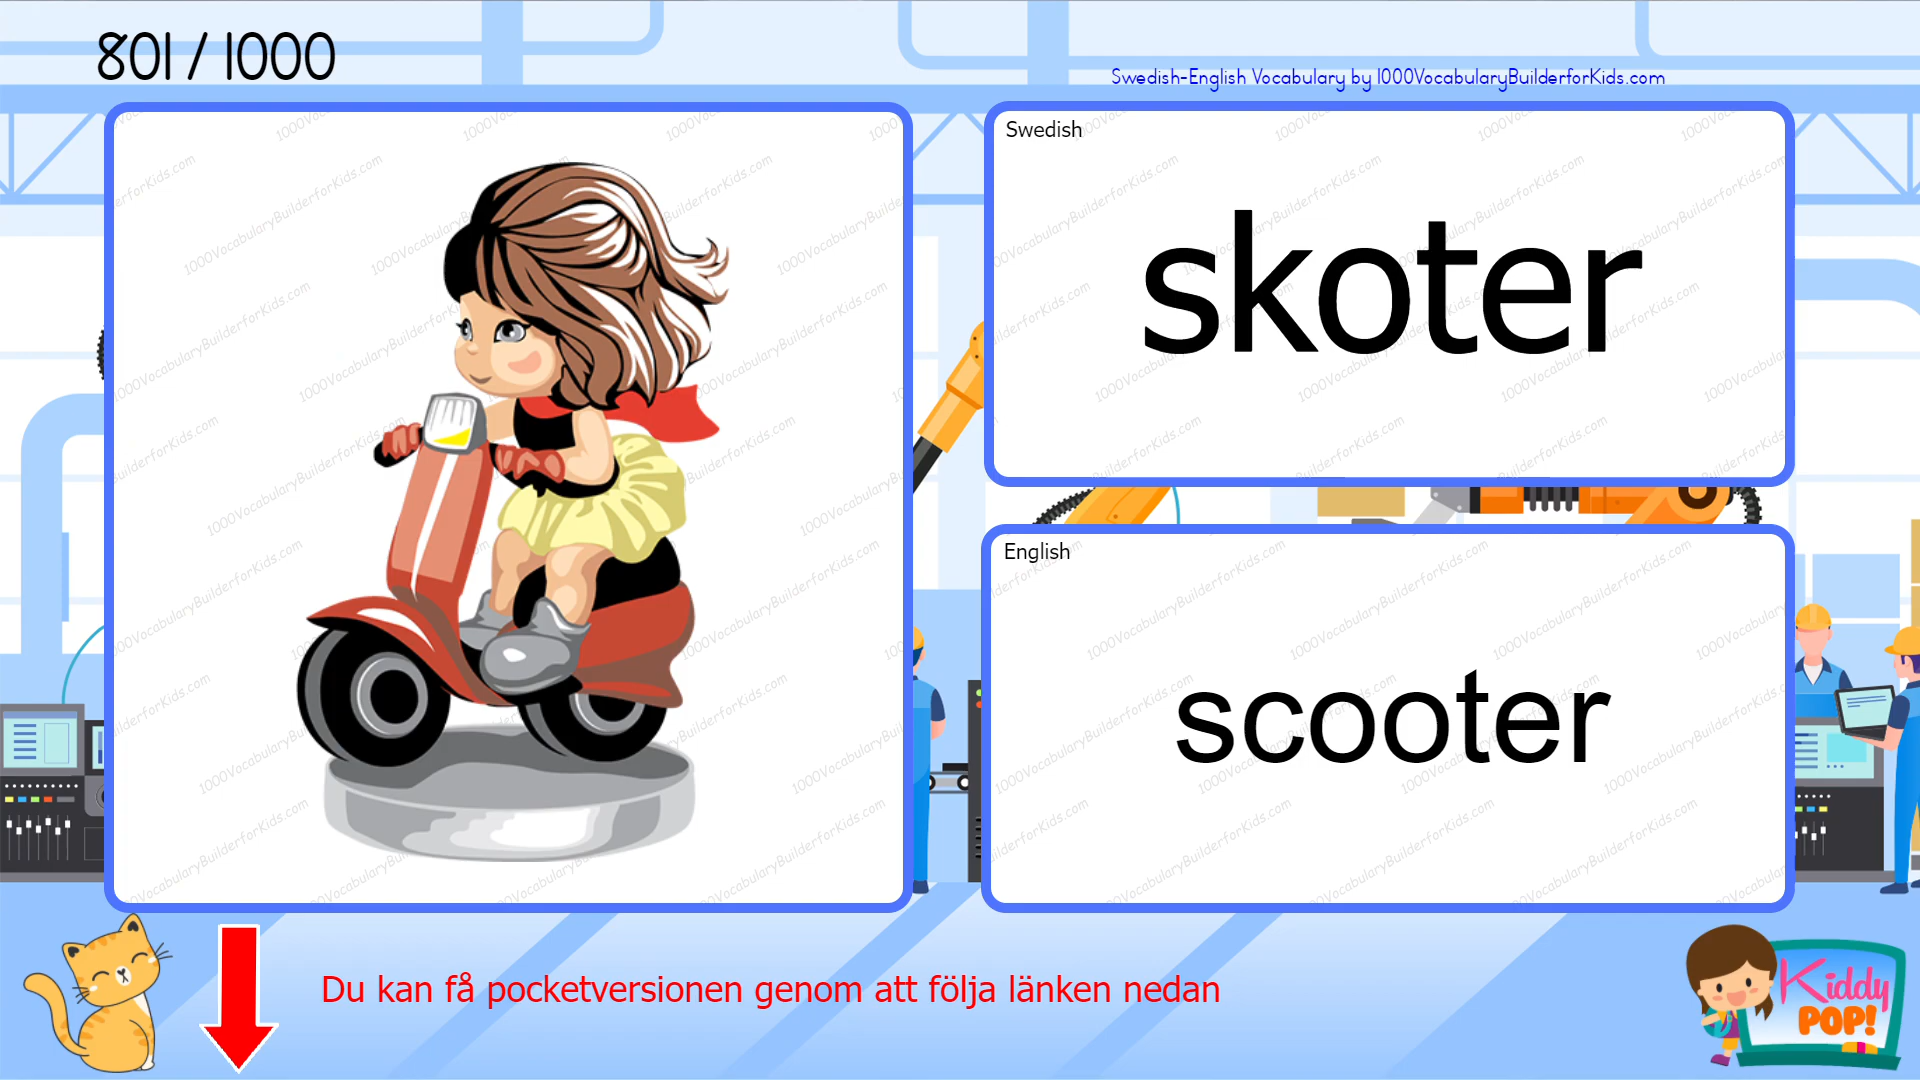 801 / 1000
Swedish-English Vocabulary by 1000VocabularyBuilderforKids.com
Swedish
skoter
English
scooter
Du kan få pocketversionen genom att följa länken nedan
Kiddy
POP!